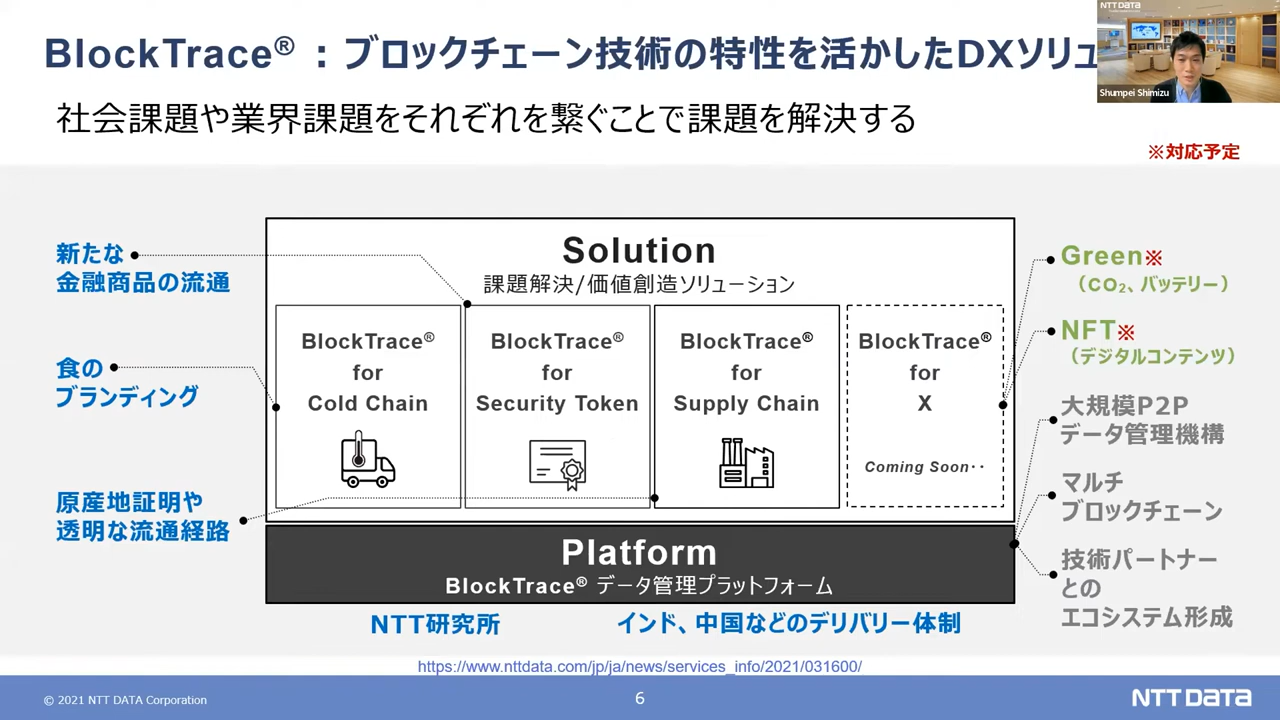 BlockTrace®：ブロックチェーン技術の特性を活かしたDXソリュ
NTT DATA
Shumpei Shimizu
社会課題や業界課題をそれぞれを繋ぐことで課題を解決する
※対応予定
新たな
金融商品の流通
食の
ブランディング
原産地証明や
透明な流通経路
Solution
課題解決/価値創造ソリューション
BlockTrace®
for
Cold Chain
BlockTrace®
for
Security Token
BlockTrace®
for
Supply Chain
BlockTrace®
for
X
Coming Soon‥
Platform
BlockTrace® データ管理プラットフォーム
NTT研究所
インド、中国などのデリバリー体制
Green※
（CO₂、バッテリー）
NFT※
（デジタルコンテンツ）
大規模P2P
データ管理機構
マルチ
ブロックチェーン
技術パートナー
との
エコシステム形成
https://www.nttdata.com/jp/ja/news/services_info/2021/031600/
© 2021 NTT DATA Corporation
6
NTT DATA